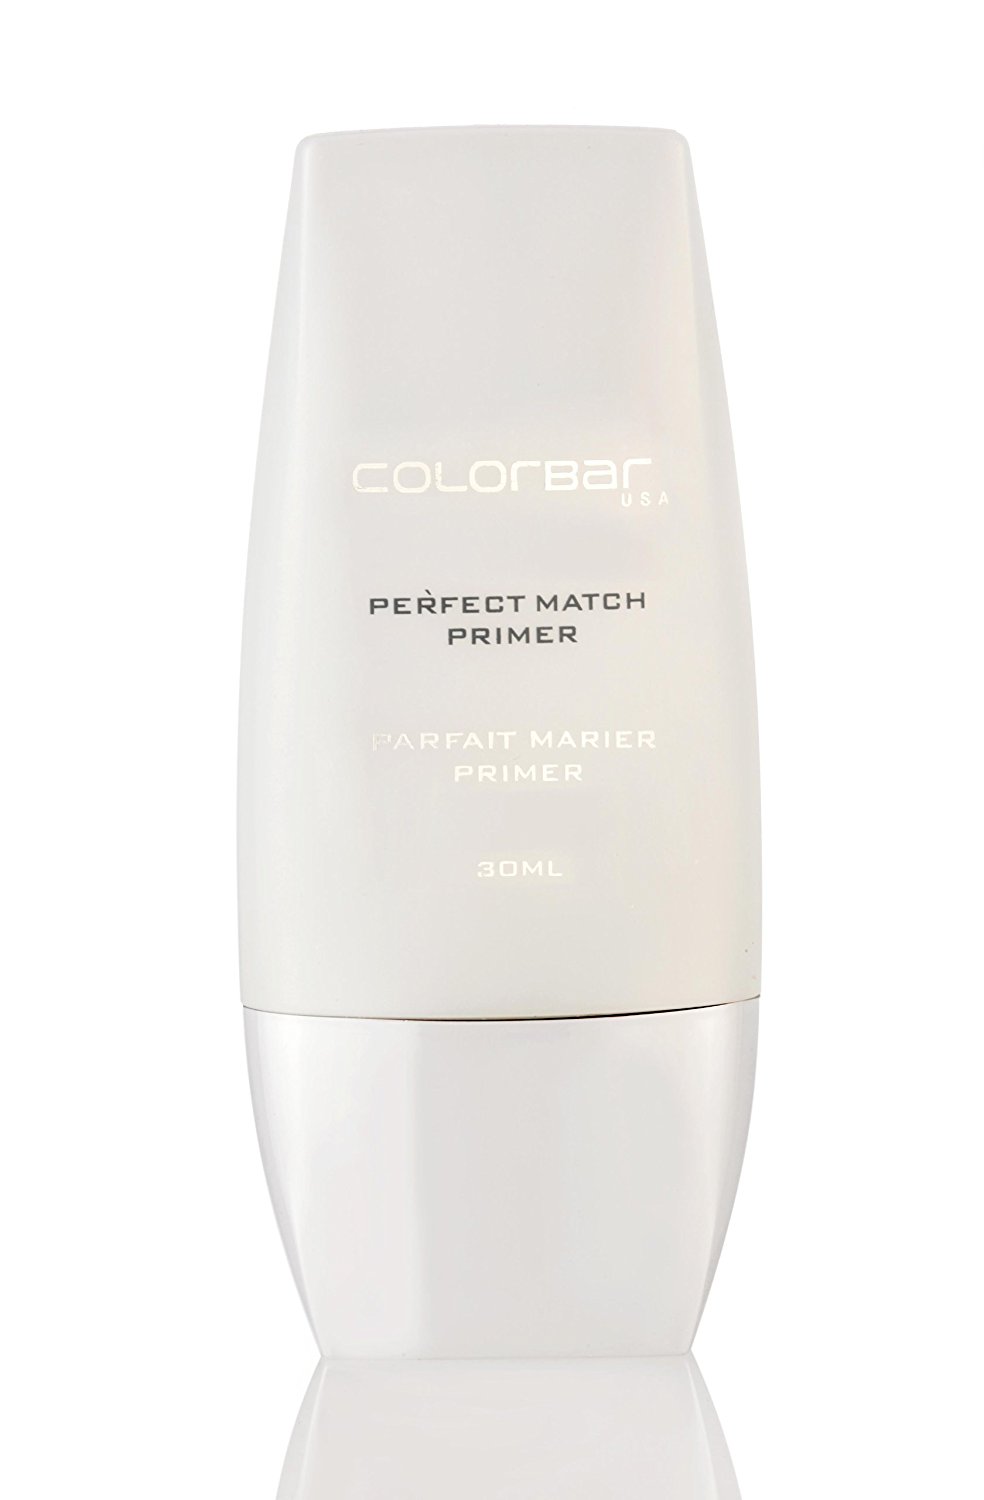 COLORBAR
USA
PERFECT MATCH
PRIMER
PARFAIT MARIER
PRIMER
30ML